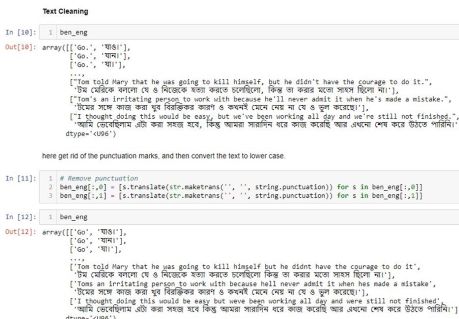 Text Cleaning
In [10]: 1 ben_eng
Out[10]: array([['Go.', 'যাও।'],
['Go.', 'যান।'],
['Go.', 'যা।'],
...,
["Tom told Mary that he was going to kill himself, but he didn't have the courage to do it.",
'টম মেরিকে বললো যে ও নিজেকে হত্যা করতে চলেছিলো, কিন্তু তা করার মতো সাহস ছিলো না।'],
["Tom's an irritating person to work with because he'll never admit it when he's made a mistake.",
'টমের সঙ্গে কাজ করা খুব বিরক্তিকর কারণ ও কখনই মেনে নেয় না যে ও ভুল করেছে।'],
["I thought doing this would be easy, but we've been working all day and we're still not finished.",
'আমি ভেবেছিলাম এটা করা সহজ হবে, কিন্তু আমরা সারাদিন ধরে কাজ করেছি আর এখনো শেষ করে উঠতে পারিনি।'
dtype='<U96')
here get rid of the punctuation marks, and then convert the text to lower case.
In [11]: 1 # Remove punctuation
2 ben_eng[:,0] = [s.translate(str.maketrans('', '', string.punctuation)) for s in ben_eng[:,0]]
3 ben_eng[:,1] = [s.translate(str.maketrans('', '', string.punctuation)) for s in ben_eng[:,1]]
In [12]: 1 ben_eng
Out[12]: array([['Go', 'যাও।'],
['Go', 'যান।'],
['Go', 'যা।'],
...,
['Tom told Mary that he was going to kill himself but he didnt have the courage to do it',
'টম মেরিকে বললো যে ও নিজেকে হত্যা করতে চলেছিলো কিন্তু তা করার মতো সাহস ছিলো না।'],
['Toms an irritating person to work with because hell never admit it when hes made a mistake',
'টমের সঙ্গে কাজ করা খুব বিরক্তিকর কারণ ও কখনই মেনে নেয় না যে ও ভুল করেছে।'],
['I thought doing this would be easy but weve been working all day and were still not finished',
'আমি ভেবেছিলাম এটা করা সহজ হবে কিন্তু আমরা সারাদিন ধরে কাজ করেছি আর এখনো শেষ করে উঠতে পারিনি।']
dtype='<U96')